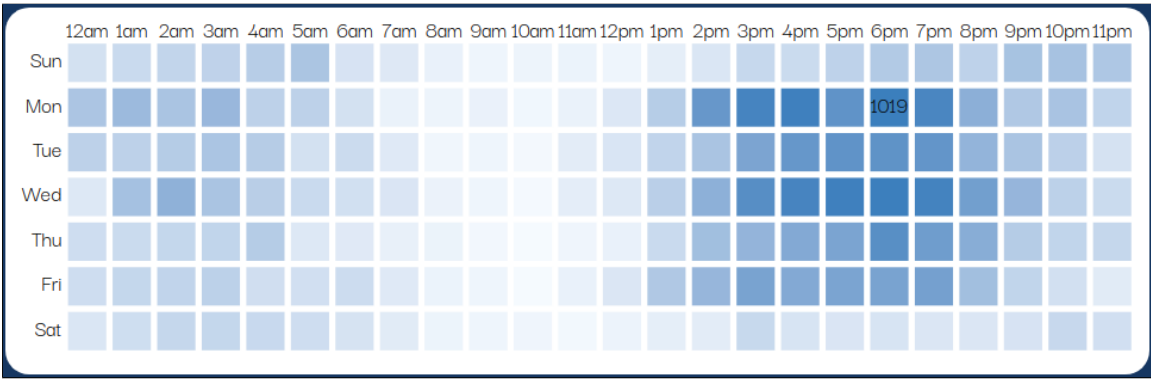 12am 1am 2am 3am 4am 5am 6am 7am 8am 9am 10am 11am 12pm 1pm 2pm 3pm 4pm 5pm 6pm 7pm 8pm 9pm 10pm 11pm
Sun
Mon 1019
Tue
Wed
Thu
Fri
Sat